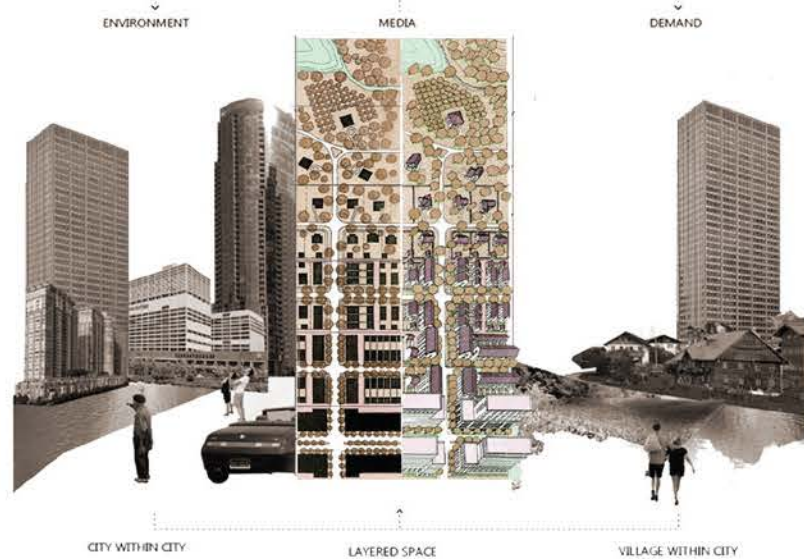 ENVIRONMENT
MEDIA
DEMAND
CITY WITHIN CITY
LAYERED SPACE
VILLAGE WITHIN CITY